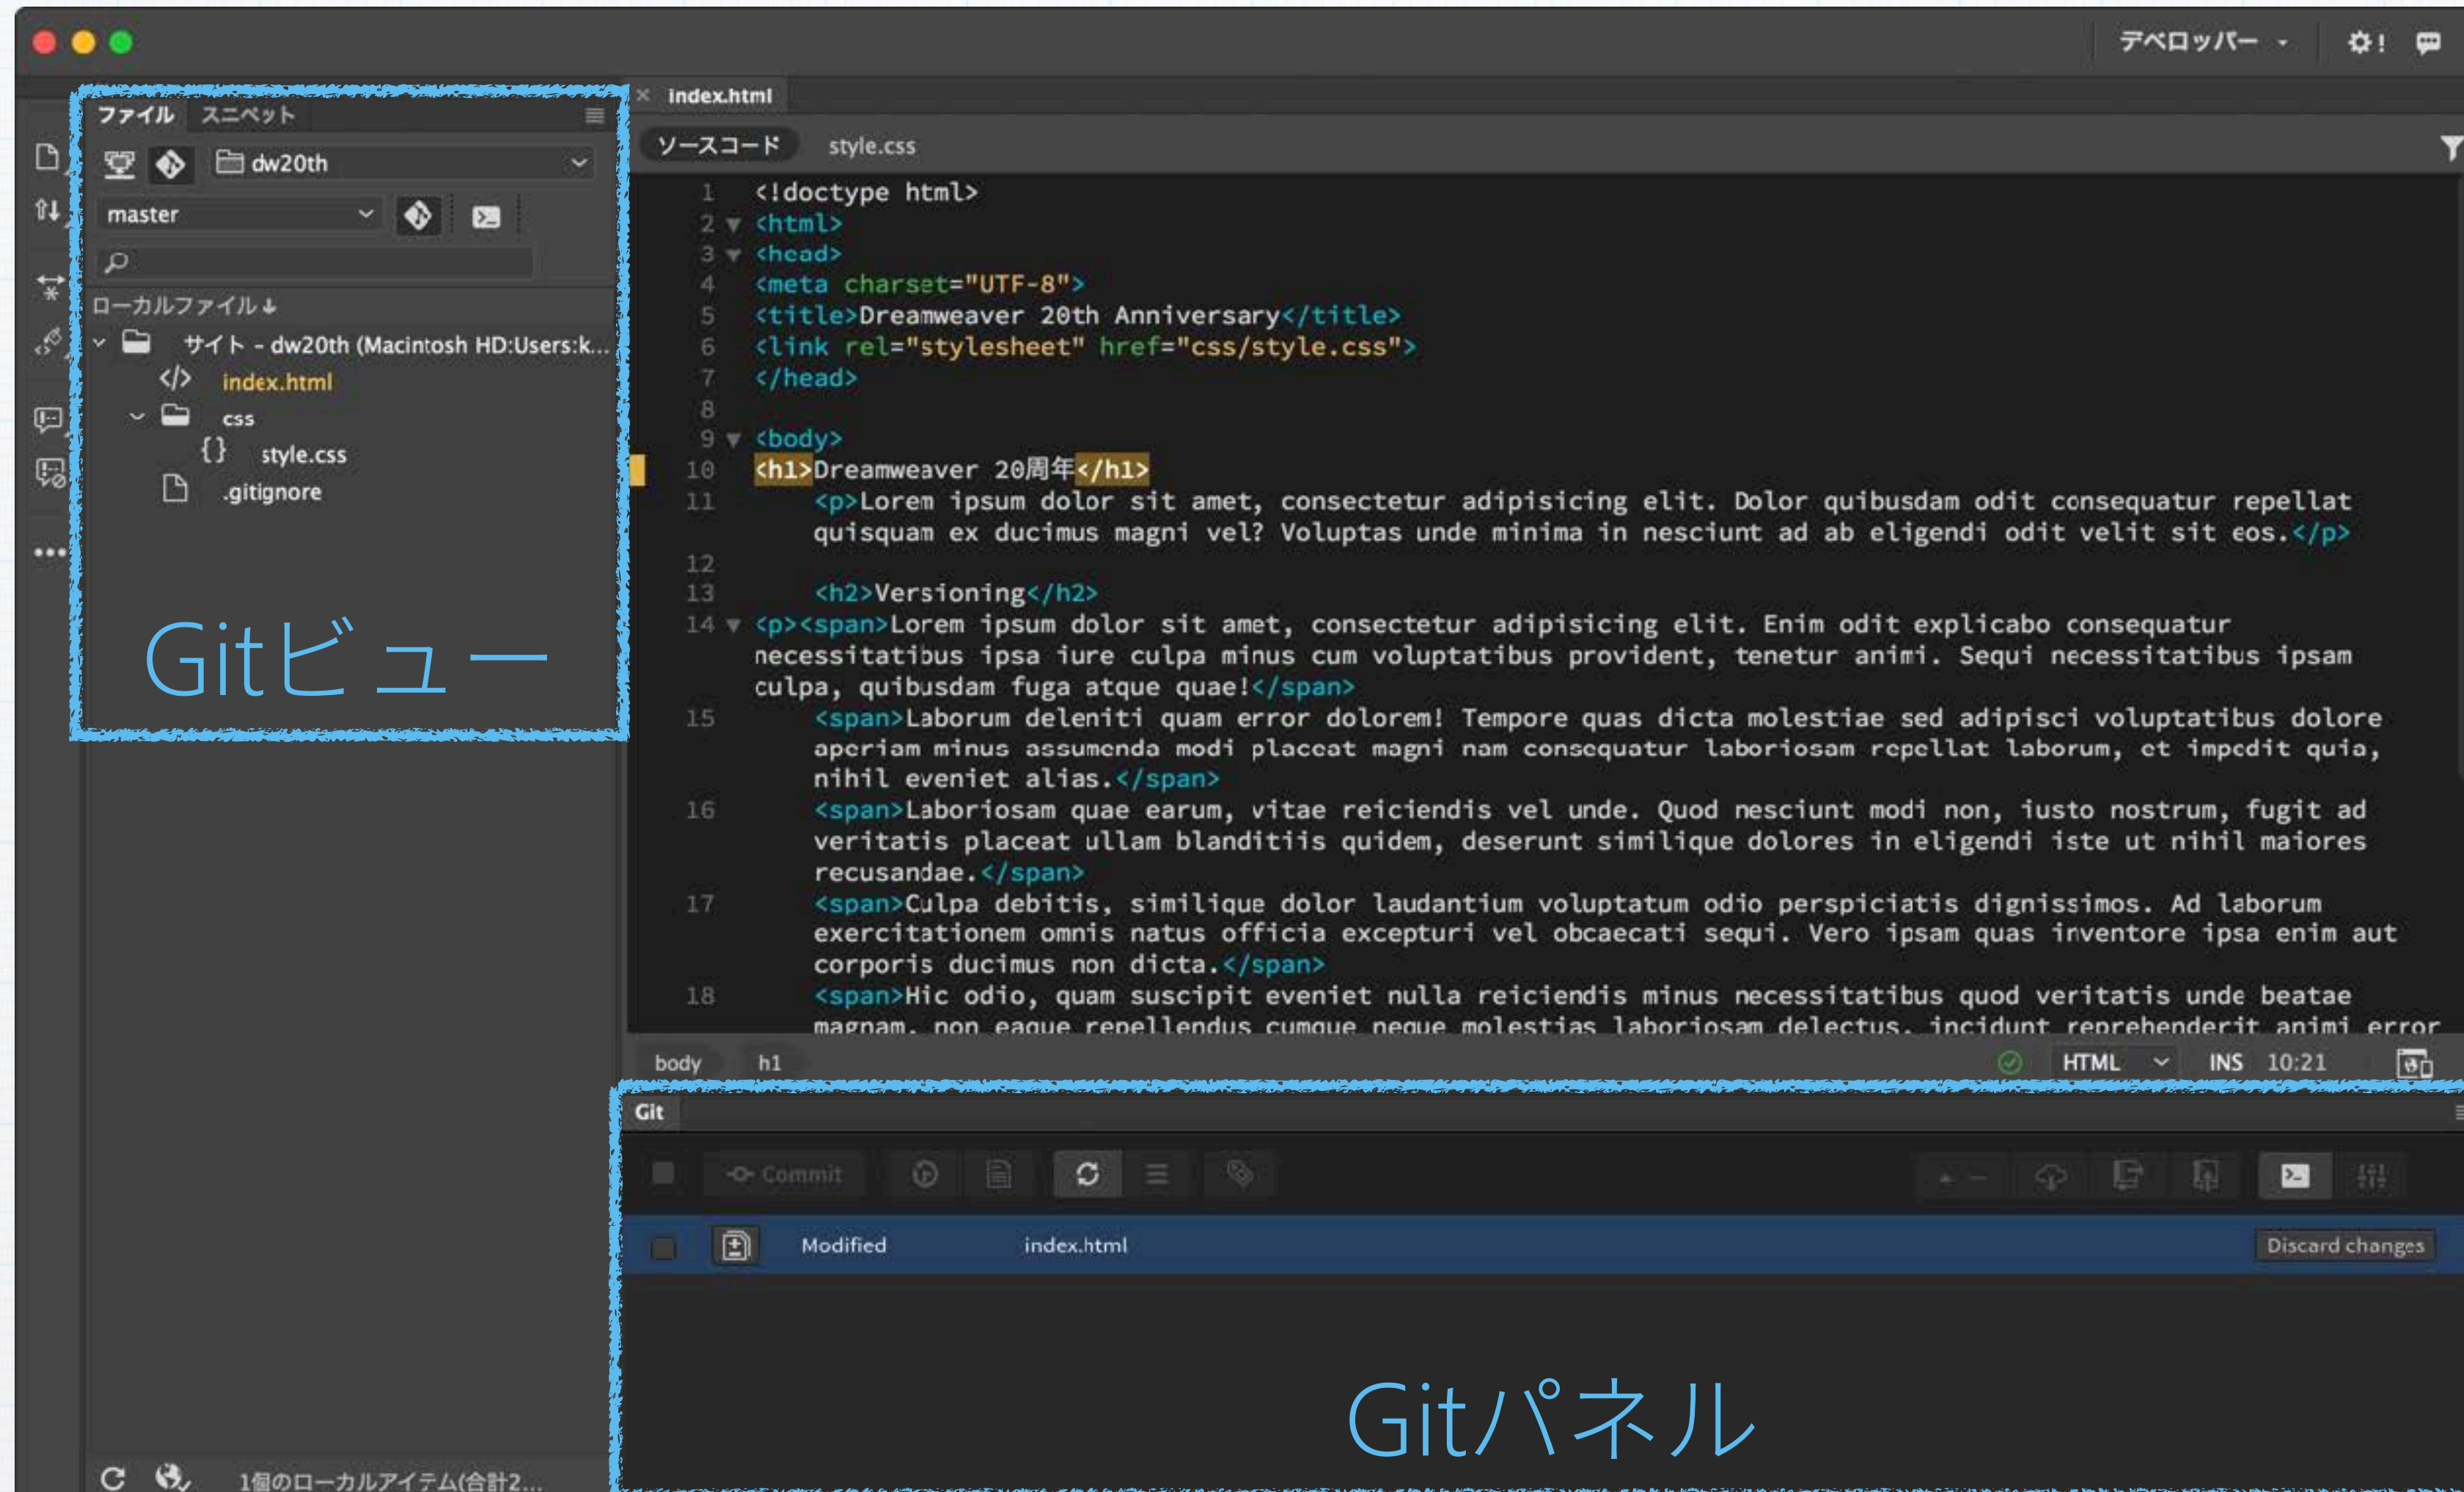 デベロッパー
ファイル スニペット
dw20th
master
ローカルファイル↓
サイト - dw20th (Macintosh HD:Users:k...
</> index.html
css
{} style.css
.gitignore
Gitビュー
1個のローカルアイテム(合計2...
× index.html
ソースコード style.css
1 <!doctype html>
2 <html>
3 <head>
4 <meta charset="UTF-8">
5 <title>Dreamweaver 20th Anniversary</title>
6 <link rel="stylesheet" href="css/style.css">
7 </head>
8
9 <body>
10 <h1>Dreamweaver 20周年</h1>
11 <p>Lorem ipsum dolor sit amet, consectetur adipisicing elit. Dolor quibusdam odit consequatur repellat
quisquam ex ducimus magni vel? Voluptas unde minima in nesciunt ad ab eligendi odit velit sit eos.</p>
12
13 <h2>Versioning</h2>
14 <p><span>Lorem ipsum dolor sit amet, consectetur adipisicing elit. Enim odit explicabo consequatur
necessitatibus ipsa iure culpa minus cum voluptatibus provident, tenetur animi. Sequi necessitatibus ipsam
culpa, quibusdam fuga atque quae!</span>
15 <span>Laborum deleniti quam error dolorem! Tempore quas dicta molestiae sed adipisci voluptatibus dolore
aperiam minus assumenda modi placeat magni nam consequatur laboriosam repellat laborum, et impedit quia,
nihil eveniet alias.</span>
16 <span>Laboriosam quae earum, vitae reiciendis vel unde. Quod nesciunt modi non, iusto nostrum, fugit ad
veritatis placeat ullam blanditiis quidem, deserunt similique dolores in eligendi iste ut nihil maiores
recusandae.</span>
17 <span>Culpa debitis, similique dolor laudantium voluptatum odio perspiciatis dignissimos. Ad laborum
exercitationem omnis natus officia excepturi vel obcaecati sequi. Vero ipsam quas inventore ipsa enim aut
corporis ducimus non dicta.</span>
18 <span>Hic odio, quam suscipit eveniet nulla reiciendis minus necessitatibus quod veritatis unde beatae
magnam, non eaque repellendus cumque neque molestias laboriosam delectus, incidunt reprehenderit animi error
body h1 HTML INS 10:21
Git
Commit
Modified index.html Discard changes
Gitパネル